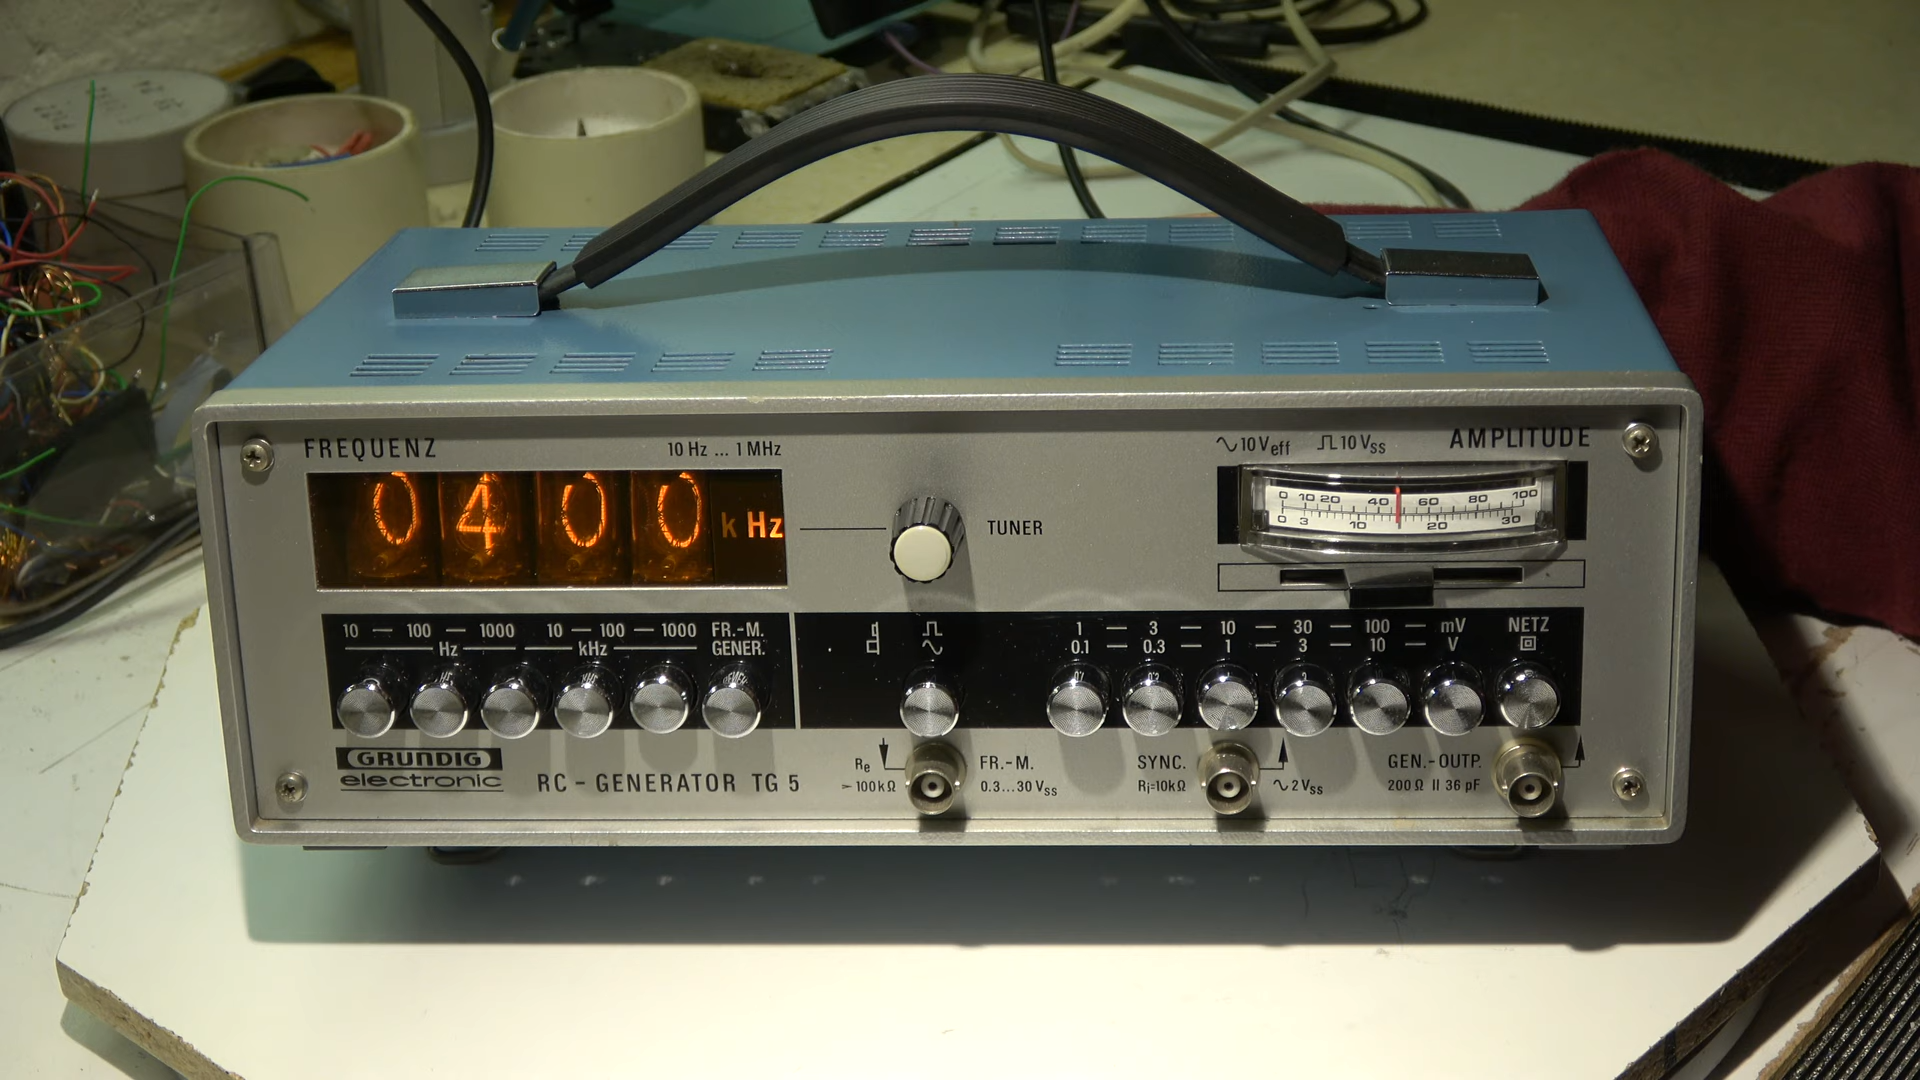 FREQUENZ 10 Hz ... 1 MHz
0400 k Hz
TUNER
∿ 10 Veff ⎍ 10 Vss AMPLITUDE
0 10 20 40 60 80 100
0 3 10 20 30
10 — 100 — 1000 10 — 100 — 1000 FR.-M.
Hz kHz GENER.
1 — 3 — 10 — 30 — 100 — mV NETZ
0.1 — 0.3 — 1 — 3 — 10 — V
GRUNDIG
electronic
RC - GENERATOR TG 5
Re
100 kΩ
FR.-M.
0.3...30 Vss
SYNC.
Ri=10kΩ
∿ 2 Vss
GEN.-OUTP.
200 Ω II 36 pF